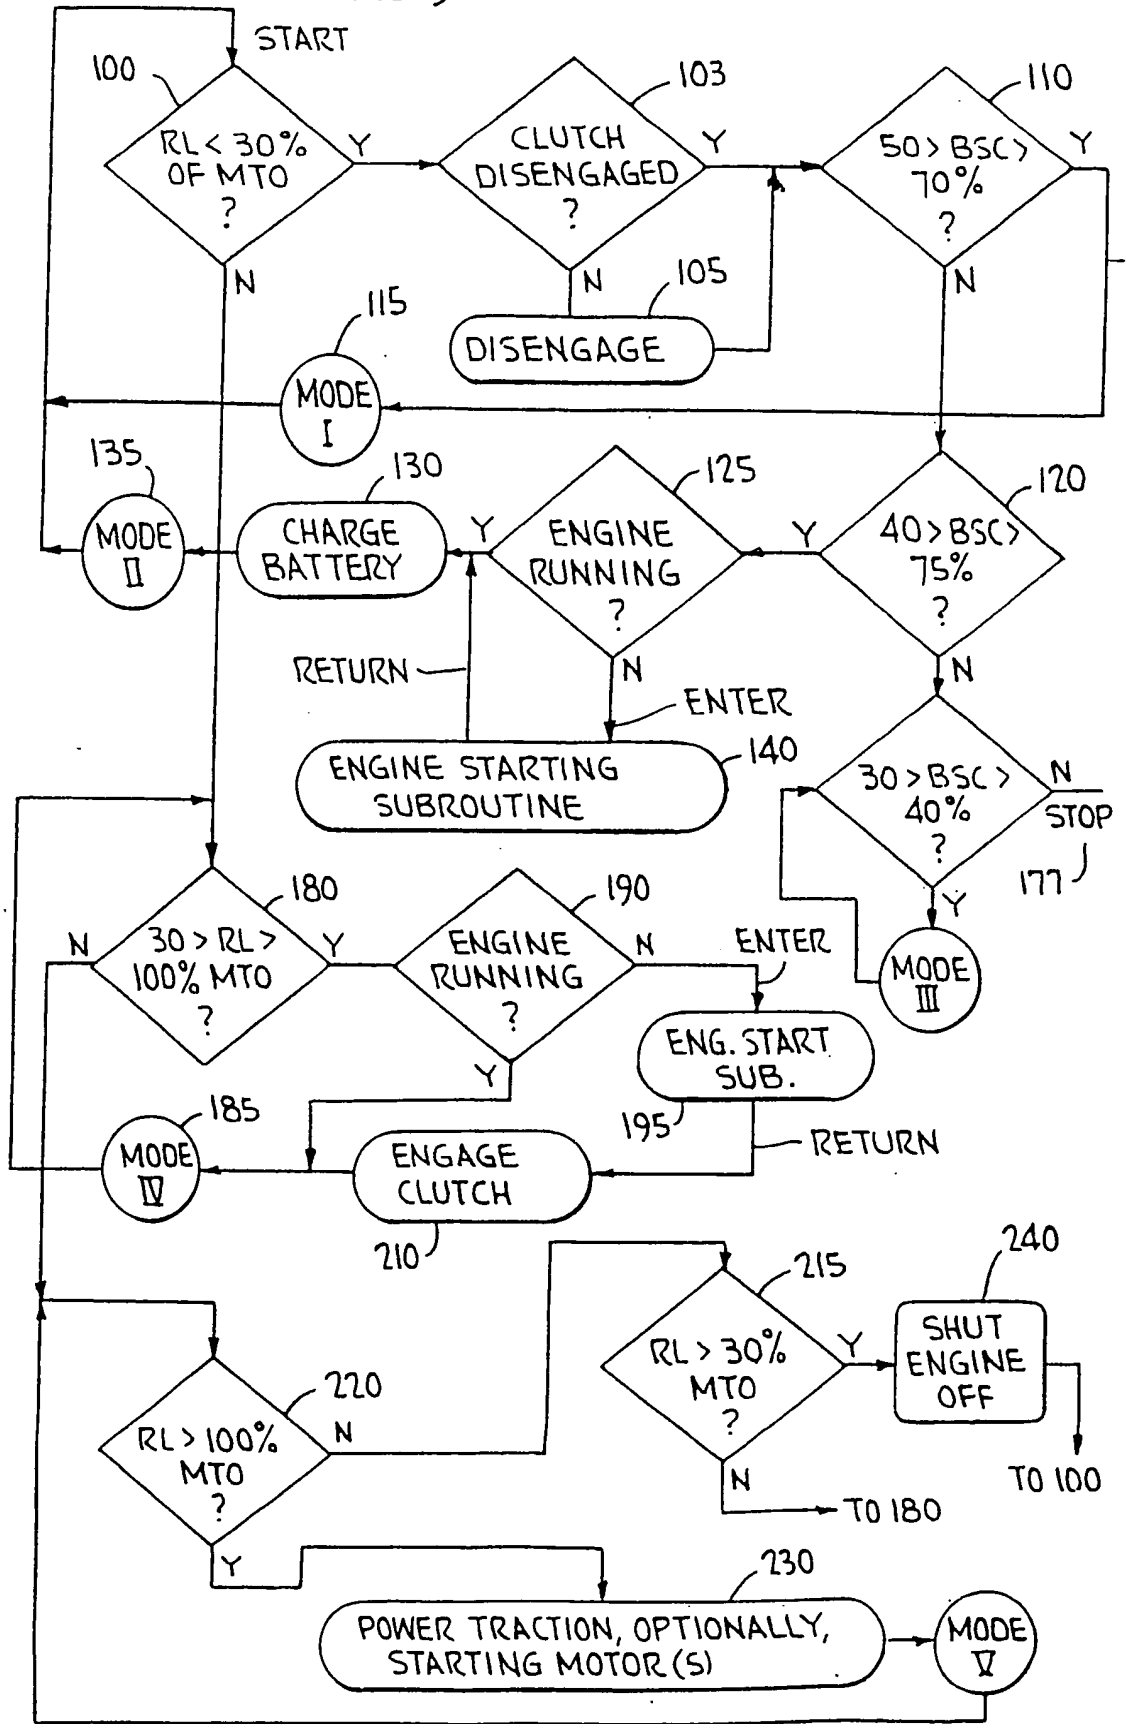 START
100
RL < 30%
OF MTO
?
Y
N
103
CLUTCH
DISENGAGED
?
Y
N
110
50 > BSC >
70%
?
Y
N
105
DISENGAGE
115
MODE
I
135
MODE
II
130
CHARGE
BATTERY
Y
125
ENGINE
RUNNING
?
N
Y
120
40 > BSC >
75%
?
N
RETURN
ENTER
140
ENGINE STARTING
SUBROUTINE
30 > BSC >
40%
?
N
STOP
177
Y
MODE
III
180
N
30 > RL >
100% MTO
?
Y
190
ENGINE
RUNNING
?
N
Y
ENTER
ENG. START
SUB.
195
RETURN
185
MODE
IV
ENGAGE
CLUTCH
210
215
RL > 30%
MTO
?
Y
N
TO 180
240
SHUT
ENGINE
OFF
TO 100
220
RL > 100%
MTO
?
N
Y
230
POWER TRACTION, OPTIONALLY,
STARTING MOTOR(S)
MODE
V